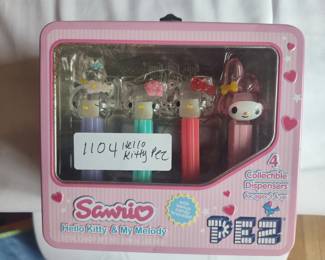 1104 Hello
Kitty Pez
4
Collectible
Dispensers
Sanrio
Hello Kitty & My Melody
PEZ